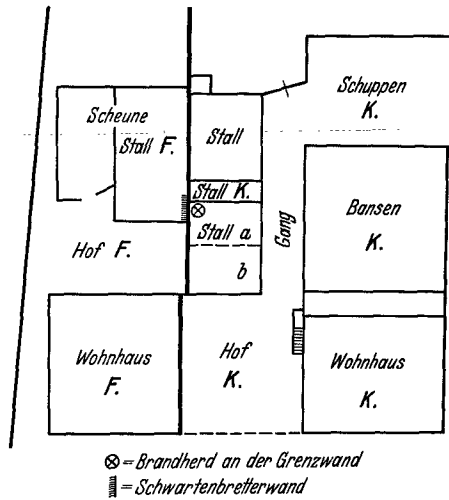 Scheune
Stall F.
Stall
Schuppen
K.
Stall K.
Stall a
b
Gang
Bansen
K.
Hof F.
Wohnhaus
F.
Hof
K.
Wohnhaus
K.
⊗ = Brandherd an der Grenzwand
= Schwartenbretterwand